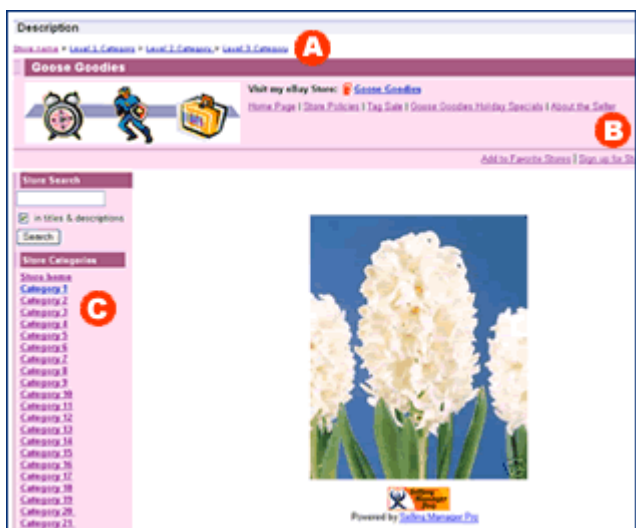 Description
Store home > Level 1 Category > Level 2 Category > Level 3 Category
A
Goose Goodies
Visit my eBay Store: Goose Goodies
Home Page | Store Policies | Tag Sale | Goose Goodies Holiday Specials | About the Seller
B
Add to Favorite Stores | Sign up for St
Store Search
in titles & descriptions
Search
Store Categories
Store home
Category 1
Category 2
C
Category 3
Category 4
Category 5
Category 6
Category 7
Category 8
Category 9
Category 10
Category 11
Category 12
Category 13
Category 14
Category 15
Category 16
Category 17
Category 18
Category 19
Category 20
Category 21
Selling
Manager
Pro
Powered by Selling Manager Pro